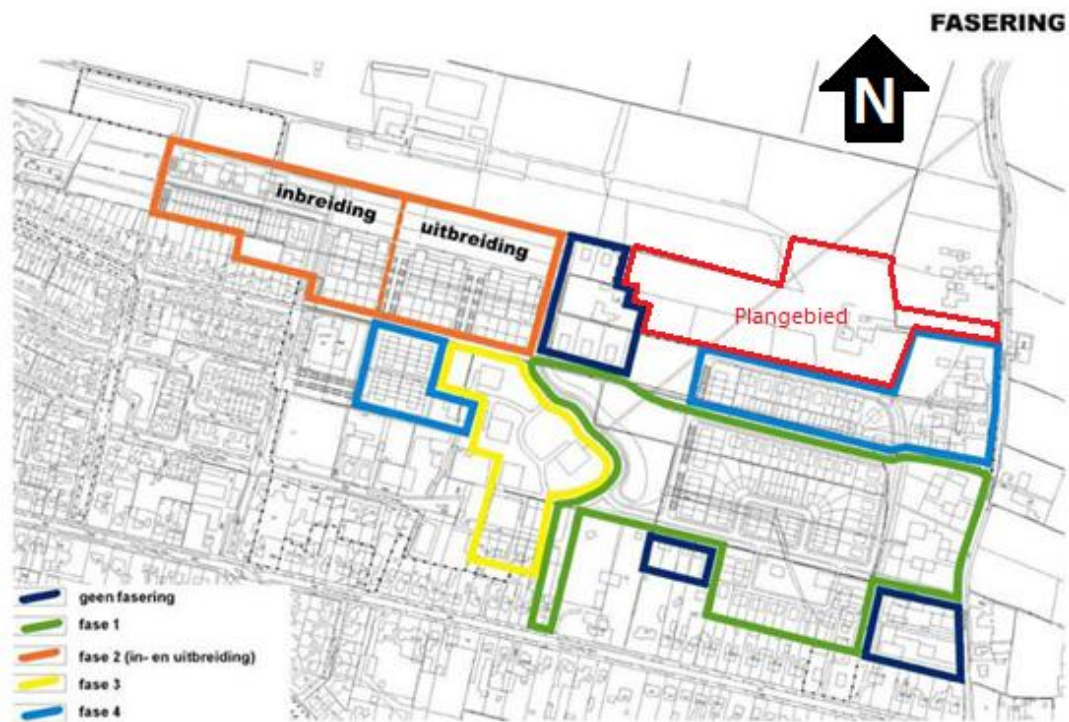 FASERING
N
inbreiding
uitbreiding
Plangebied
geen fasering
fase 1
fase 2 (in- en uitbreiding)
fase 3
fase 4